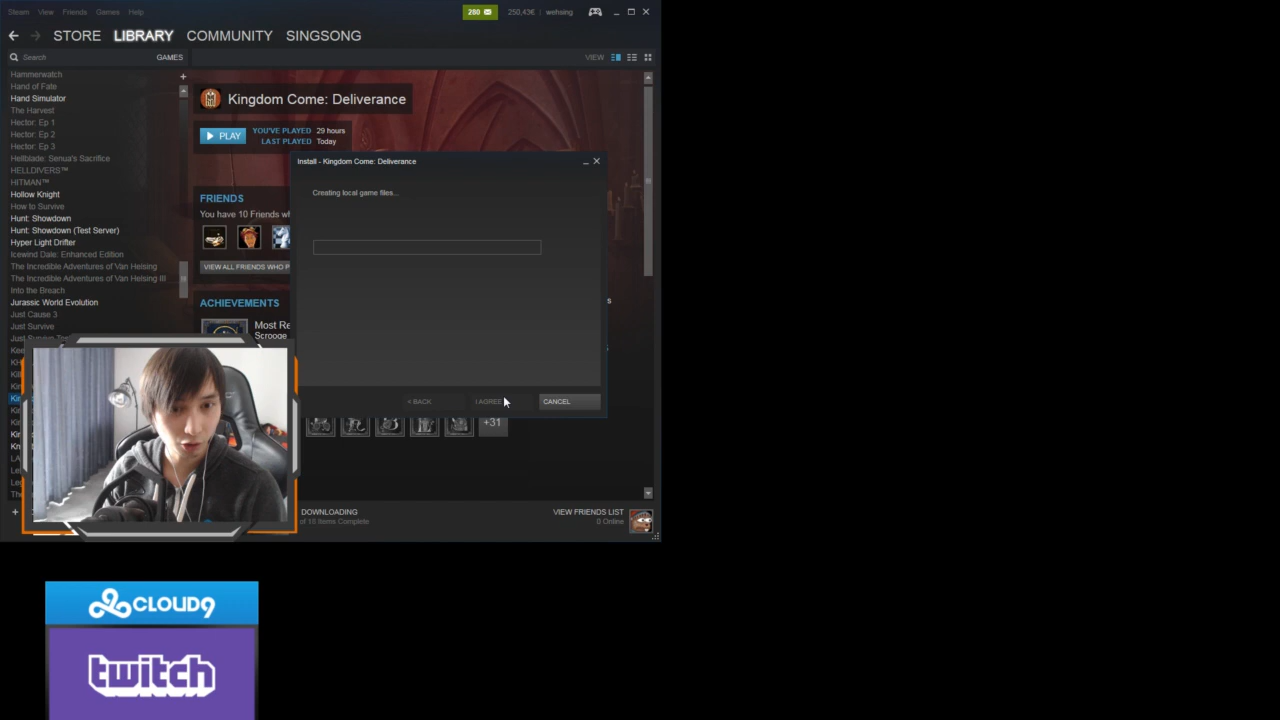 Steam View Friends Games Help
280
250,43€ | wehsing
STORE LIBRARY COMMUNITY SINGSONG
Search
GAMES
VIEW
Hammerwatch
Hand of Fate
Hand Simulator
The Harvest
Hector: Ep 1
Hector: Ep 2
Hector: Ep 3
Hellblade: Senua's Sacrifice
HELLDIVERS™
HITMAN™
Hollow Knight
How to Survive
Hunt: Showdown
Hunt: Showdown (Test Server)
Hyper Light Drifter
Icewind Dale: Enhanced Edition
The Incredible Adventures of Van Helsing
The Incredible Adventures of Van Helsing III
Into the Breach
Jurassic World Evolution
Just Cause 3
Just Survive
Kingdom Come: Deliverance
PLAY
YOU'VE PLAYED 29 hours
LAST PLAYED Today
FRIENDS
You have 10 Friends
VIEW ALL FRIENDS WHO P
ACHIEVEMENTS
Most Re
Scrooge
Install - Kingdom Come: Deliverance
Creating local game files...
< BACK
I AGREE
CANCEL
+31
DOWNLOADING
of 16 Items Complete
VIEW FRIENDS LIST
0 Online
CLOUD9
twitch